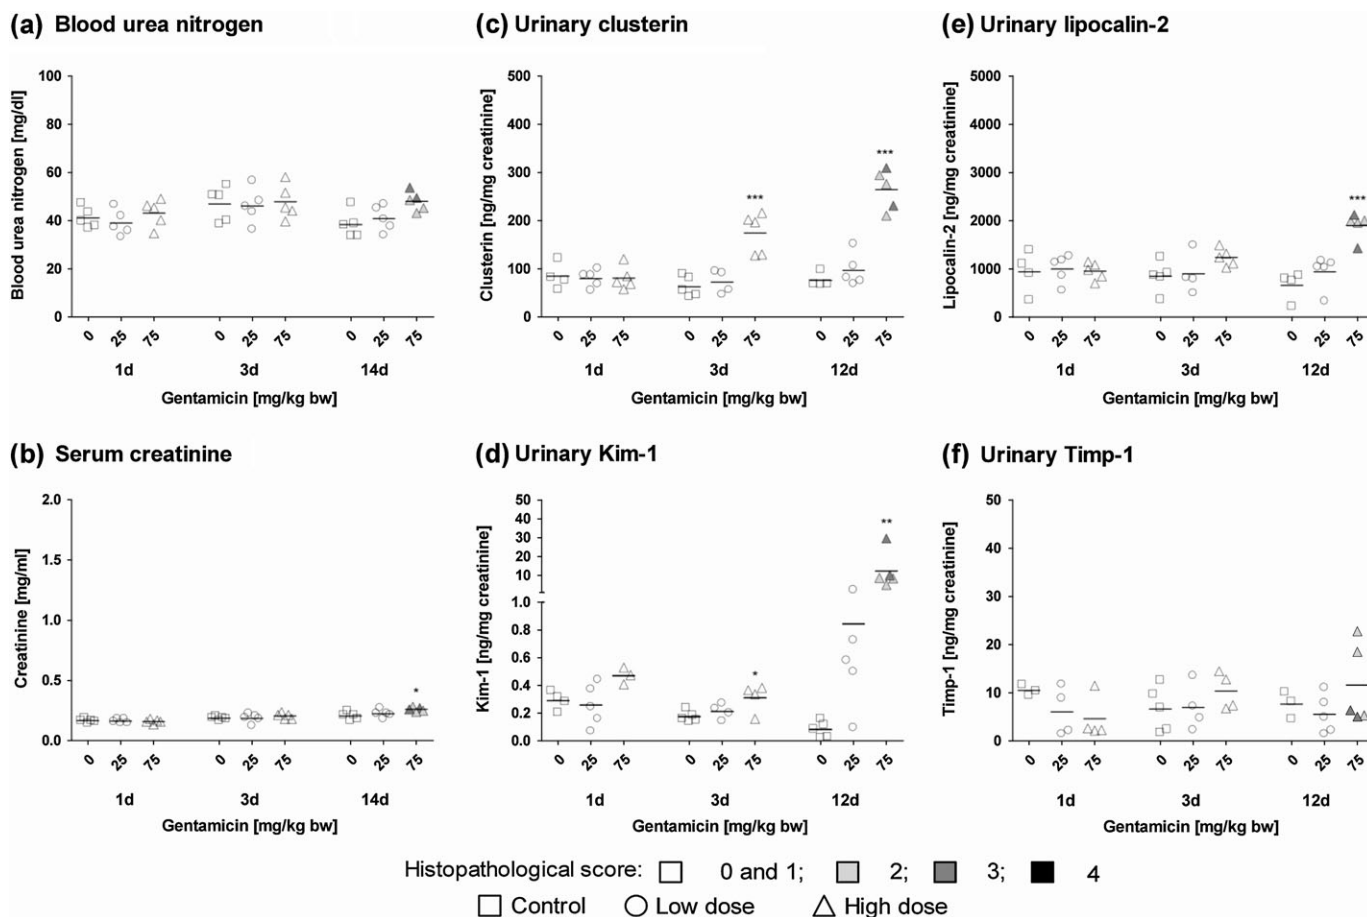 (a) Blood urea nitrogen
Blood urea nitrogen [mg/dl]
100
80
60
40
20
0
0 25 75 0 25 75 0 25 75
1d 3d 14d
Gentamicin [mg/kg bw]
(c) Urinary clusterin
Clusterin [ng/mg creatinine]
500
400
300
200
100
0
***
***
0 25 75 0 25 75 0 25 75
1d 3d 12d
Gentamicin [mg/kg bw]
(e) Urinary lipocalin-2
Lipocalin-2 [ng/mg creatinine]
5000
4000
3000
2000
1000
0
***
0 25 75 0 25 75 0 25 75
1d 3d 12d
Gentamicin [mg/kg bw]
(b) Serum creatinine
Creatinine [mg/ml]
2.0
1.5
1.0
0.5
0.0
*
0 25 75 0 25 75 0 25 75
1d 3d 14d
Gentamicin [mg/kg bw]
(d) Urinary Kim-1
Kim-1 [ng/mg creatinine]
50
40
30
20
10
1.0
0.8
0.6
0.4
0.2
0.0
*
**
0 25 75 0 25 75 0 25 75
1d 3d 12d
Gentamicin [mg/kg bw]
(f) Urinary Timp-1
Timp-1 [ng/mg creatinine]
50
40
30
20
10
0
0 25 75 0 25 75 0 25 75
1d 3d 12d
Gentamicin [mg/kg bw]
Histopathological score: 0 and 1; 2; 3; 4
Control Low dose High dose